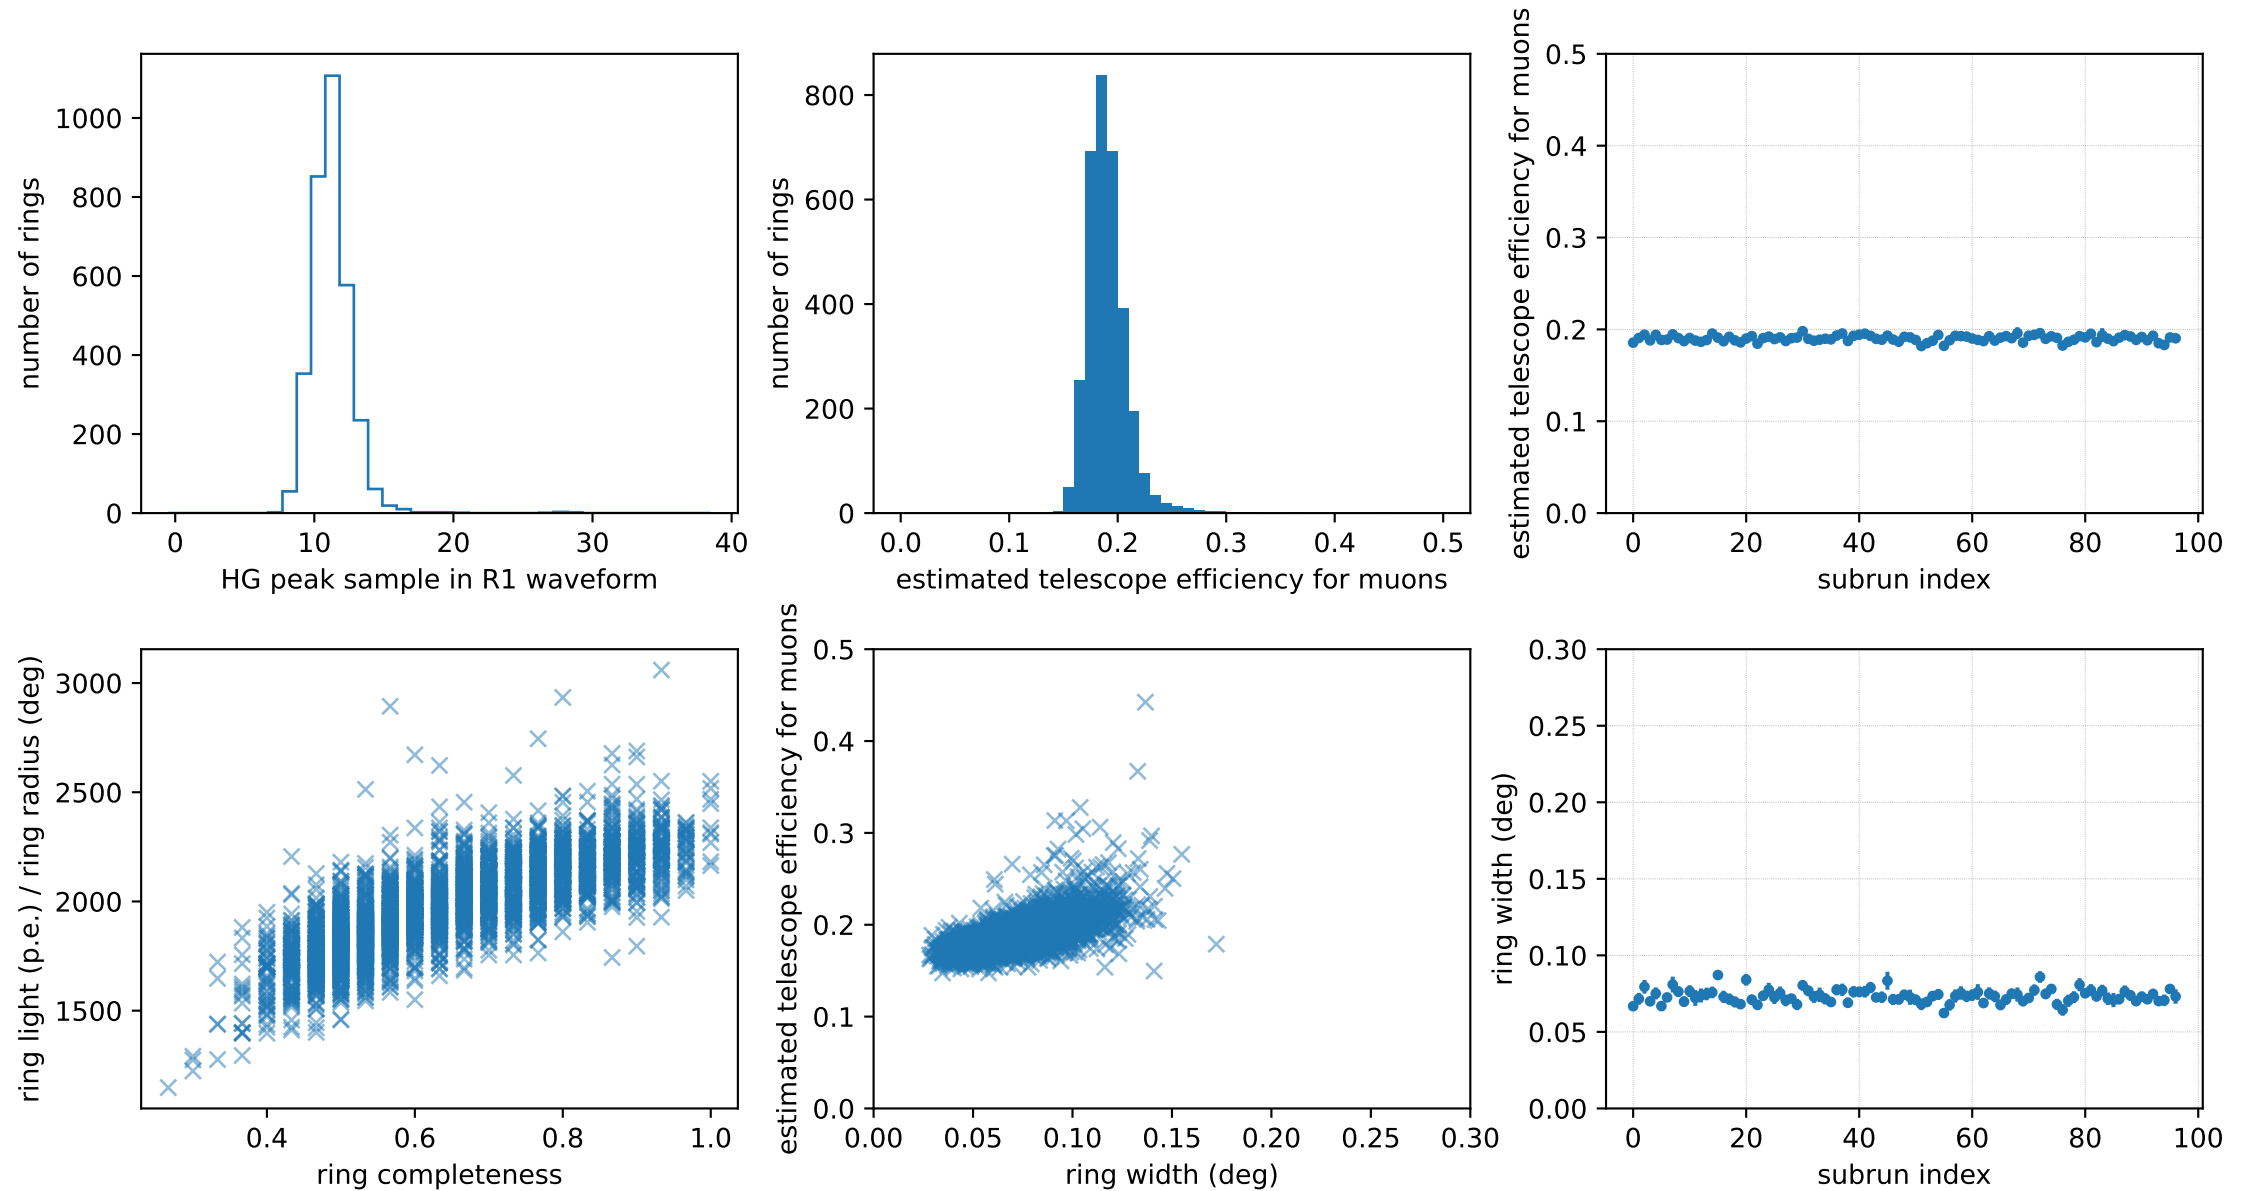 number of rings
1000
800
600
400
200
0
0 10 20 30 40
HG peak sample in R1 waveform
number of rings
800
600
400
200
0
0.0 0.1 0.2 0.3 0.4 0.5
estimated telescope efficiency for muons
estimated telescope efficiency for muons
0.5
0.4
0.3
0.2
0.1
0.0
0 20 40 60 80 100
subrun index
ring light (p.e.) / ring radius (deg)
3000
2500
2000
1500
0.4 0.6 0.8 1.0
ring completeness
estimated telescope efficiency for muons
0.5
0.4
0.3
0.2
0.1
0.0
0.00 0.05 0.10 0.15 0.20 0.25 0.30
ring width (deg)
ring width (deg)
0.30
0.25
0.20
0.15
0.10
0.05
0.00
0 20 40 60 80 100
subrun index